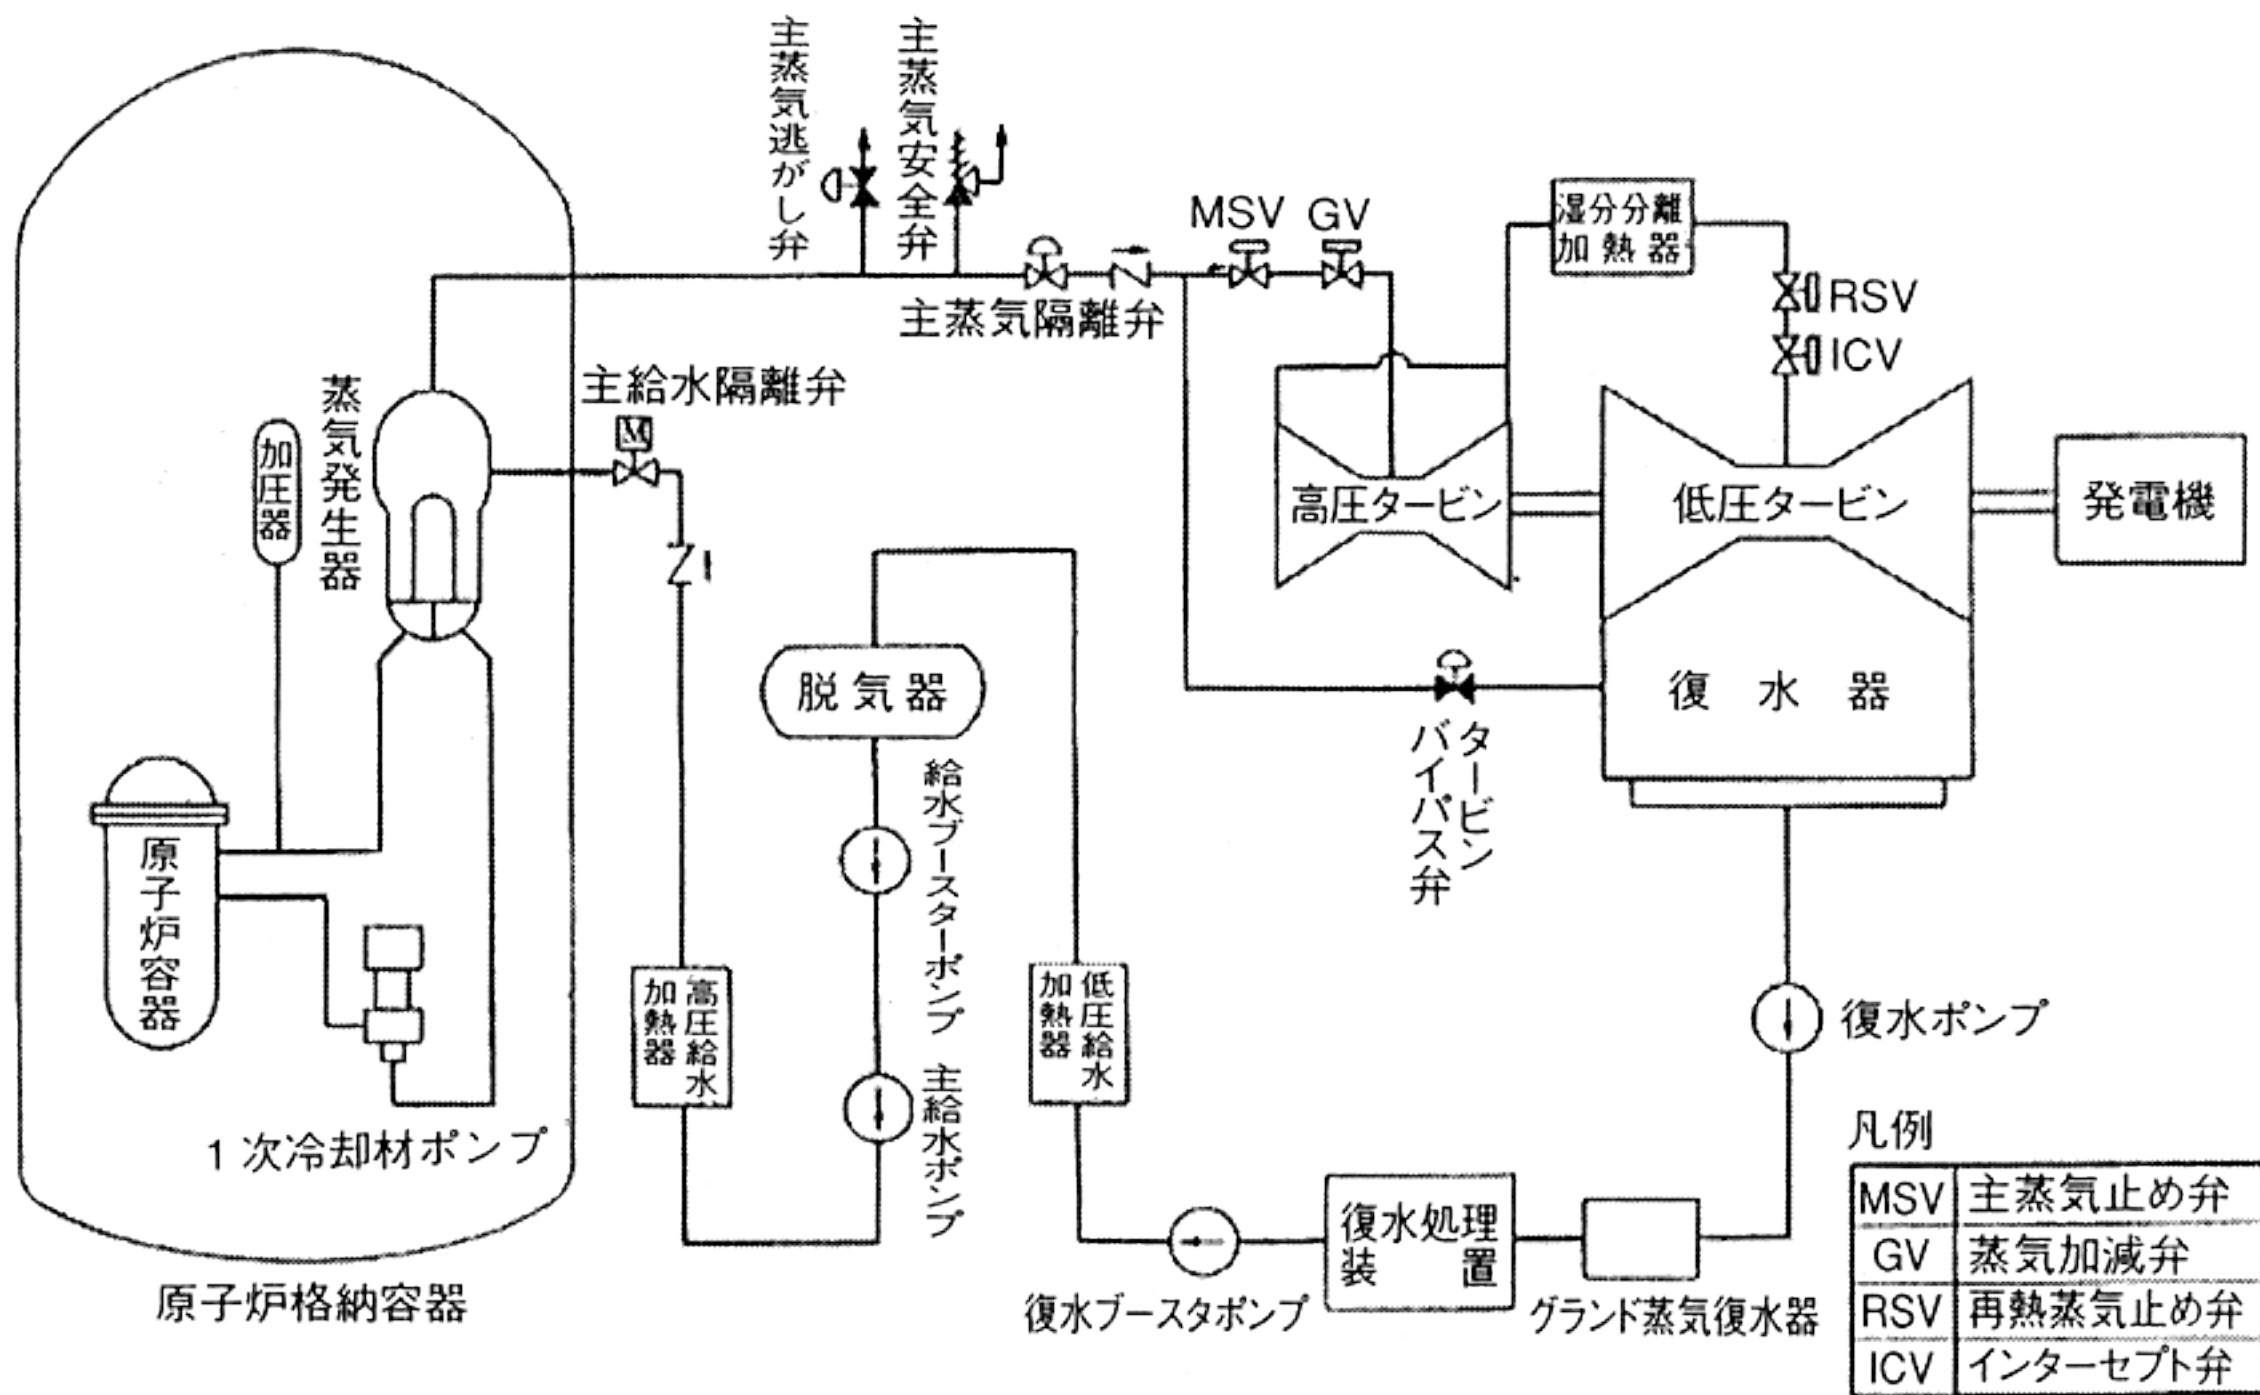 主蒸気逃がし弁
主蒸気安全弁
MSV
GV
湿分分離
加熱器
RSV
ICV
主蒸気隔離弁
主給水隔離弁
M
蒸気発生器
加圧器
高圧タービン
低圧タービン
発電機
脱気器
復水器
タービン
バイパス弁
給水ブースターポンプ
原子炉容器
高圧給水
加熱器
低圧給水
加熱器
主給水ポンプ
復水ポンプ
1次冷却材ポンプ
復水処理
装置
復水ブースタポンプ
グランド蒸気復水器
原子炉格納容器
凡例
MSV 主蒸気止め弁
GV 蒸気加減弁
RSV 再熱蒸気止め弁
ICV インターセプト弁